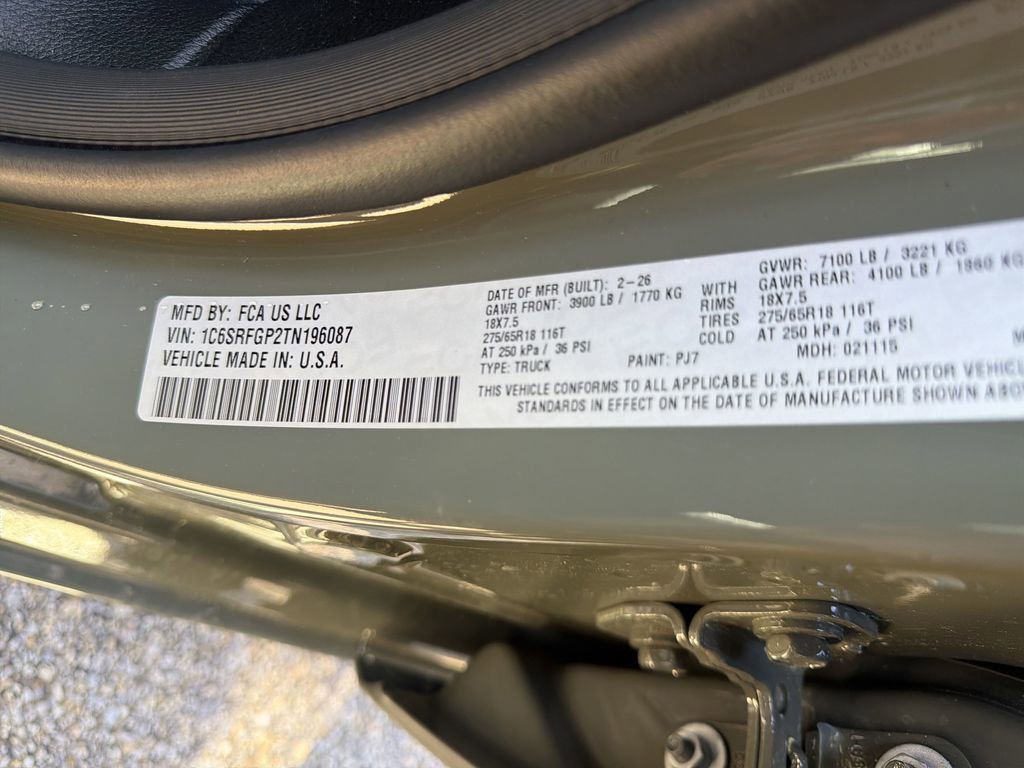 MFD BY: FCA US LLC
VIN: 1C6SRFGP2TN196087
VEHICLE MADE IN: U.S.A.
DATE OF MFR (BUILT): 2-26
GAWR FRONT: 3900 LB / 1770 KG
18X7.5
275/65R18 116T
AT 250 kPa / 36 PSI
TYPE: TRUCK
PAINT: PJ7
WITH
RIMS
TIRES
COLD
GVWR: 7100 LB / 3221 KG
GAWR REAR: 4100 LB / 1860 KG
18X7.5
275/65R18 116T
AT 250 kPa / 36 PSI
MDH: 021115
THIS VEHICLE CONFORMS TO ALL APPLICABLE U.S.A. FEDERAL MOTOR
STANDARDS IN EFFECT ON THE DATE OF MANUFACTURE SHOWN